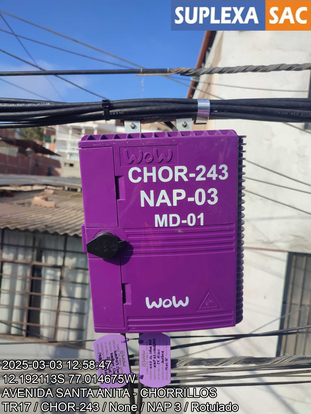 SUPLEXA SAC
WOW
CHOR-243
NAP-03
MD-01
WOW
2025-03-03 12:58:47
12.192113S 77.014675W
AVENIDA SANTA ANITA - CHORRILLOS
TR17 / CHOR-243 / None / NAP 3 / Rotulado